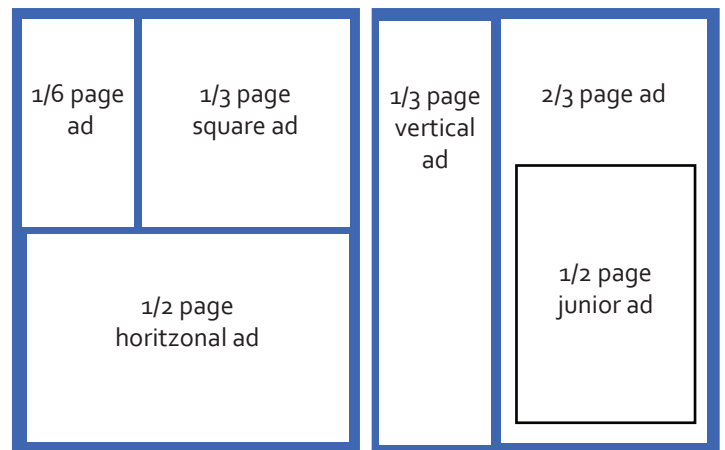 1/6 page
ad
1/3 page
square ad
1/2 page
horitzonal ad
1/3 page
vertical
ad
2/3 page ad
1/2 page
junior ad